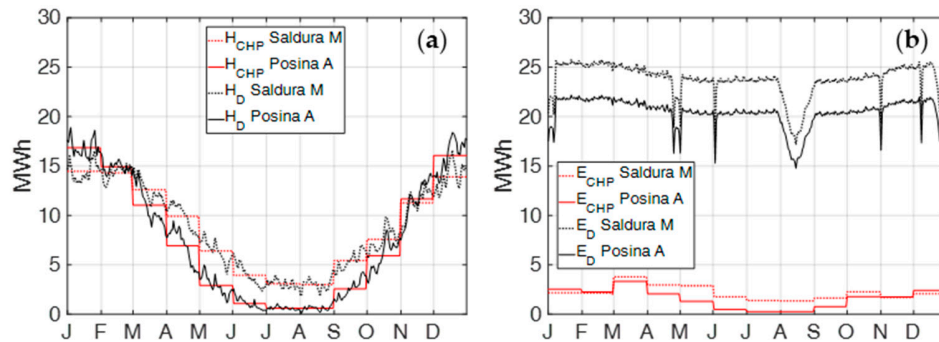 30
25
20
15
10
5
0
MWh
(a)
H_CHP Saldura M
H_CHP Posina A
H_D Saldura M
H_D Posina A
J F M A M J J A S O N D
30
25
20
15
10
5
0
MWh
(b)
E_CHP Saldura M
E_CHP Posina A
E_D Saldura M
E_D Posina A
J F M A M J J A S O N D